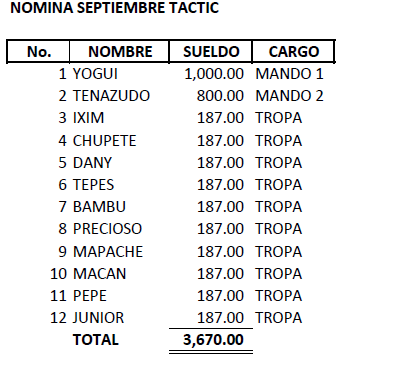 NOMINA SEPTIEMBRE TACTIC
No. NOMBRE SUELDO CARGO
1 YOGUI 1,000.00 MANDO 1
2 TENAZUDO 800.00 MANDO 2
3 IXIM 187.00 TROPA
4 CHUPETE 187.00 TROPA
5 DANY 187.00 TROPA
6 TEPES 187.00 TROPA
7 BAMBU 187.00 TROPA
8 PRECIOSO 187.00 TROPA
9 MAPACHE 187.00 TROPA
10 MACAN 187.00 TROPA
11 PEPE 187.00 TROPA
12 JUNIOR 187.00 TROPA
TOTAL 3,670.00